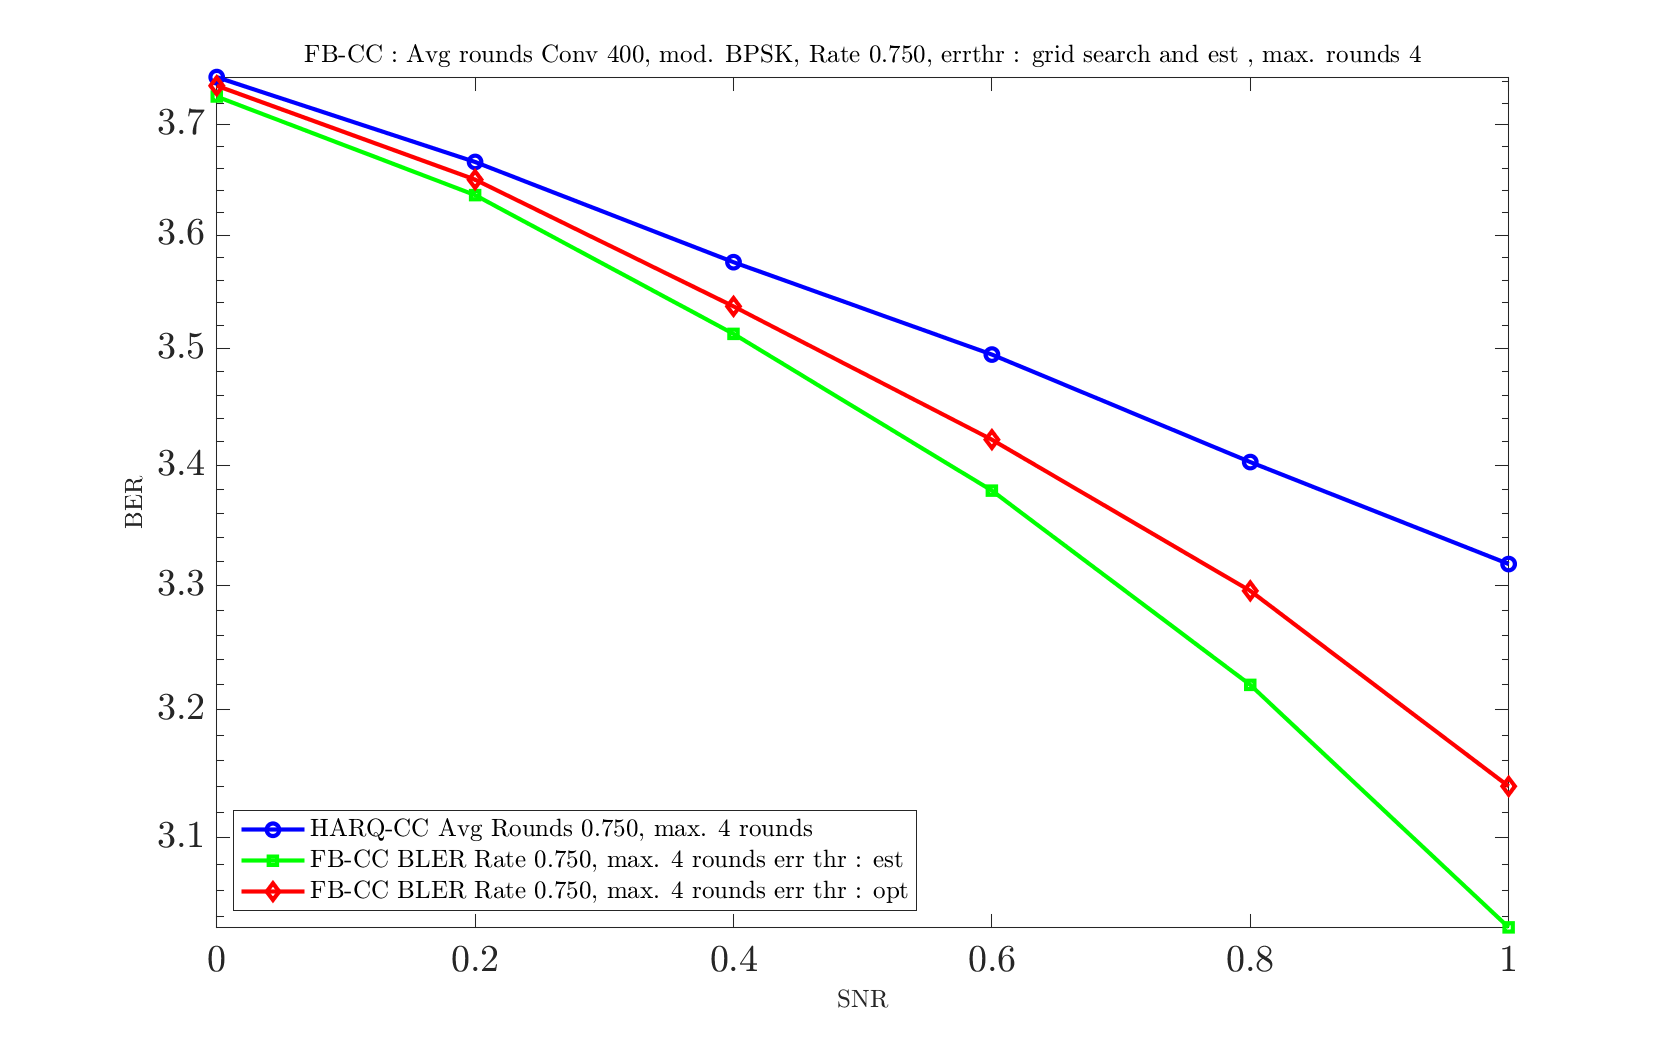 FB-CC : Avg rounds Conv 400, mod. BPSK, Rate 0.750, errthr : grid search and est , max. rounds 4
3.7
3.6
3.5
3.4
3.3
3.2
3.1
BER
HARQ-CC Avg Rounds 0.750, max. 4 rounds
FB-CC BLER Rate 0.750, max. 4 rounds err thr : est
FB-CC BLER Rate 0.750, max. 4 rounds err thr : opt
0 0.2 0.4 0.6 0.8 1
SNR